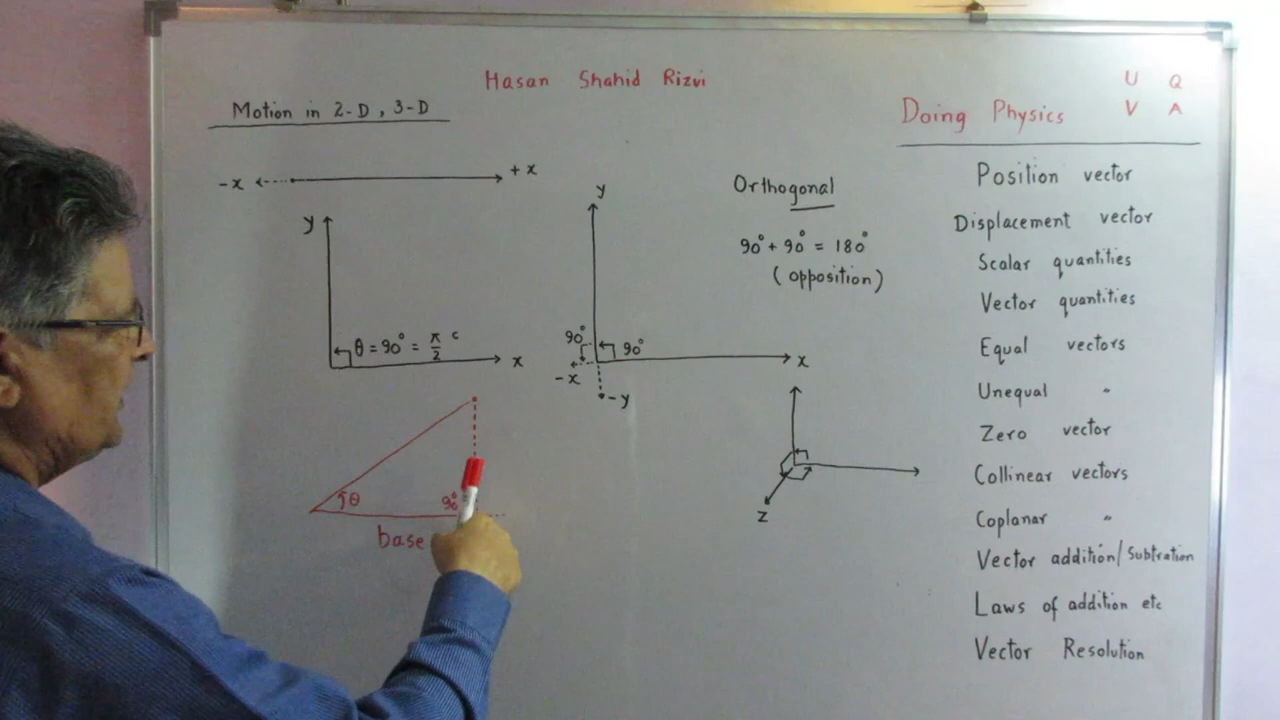 Hasan Shahid Rizvi
U Q
V A
Motion in 2-D, 3-D
Doing Physics
-x
+x
y
θ = 90° = π/2 ᶜ
x
y
90°
90°
-x
x
-y
Orthogonal
90° + 90° = 180°
(opposition)
z
θ
90°
base
Position vector
Displacement vector
Scalar quantities
Vector quantities
Equal vectors
Unequal "
Zero vector
Collinear vectors
Coplanar "
Vector addition/Subtration
Laws of addition etc
Vector Resolution